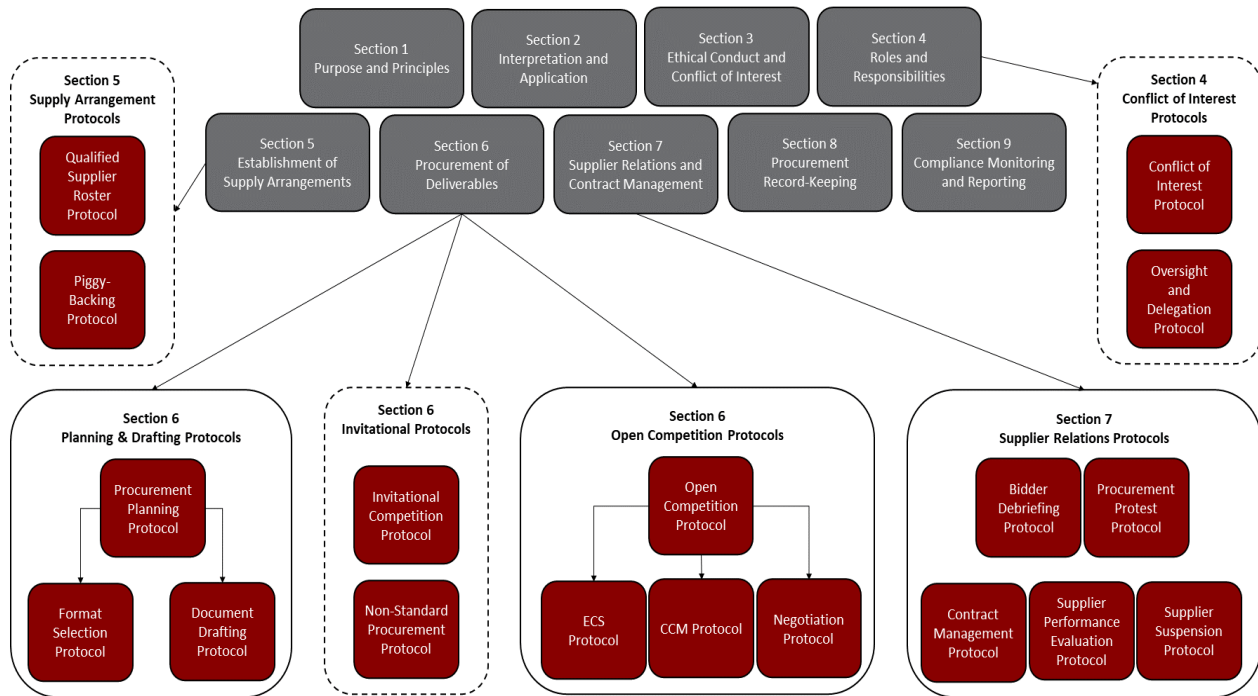 Section 1
Purpose and Principles
Section 2
Interpretation and
Application
Section 3
Ethical Conduct and
Conflict of Interest
Section 4
Roles and
Responsibilities
Section 5
Supply Arrangement
Protocols
Qualified
Supplier
Roster
Protocol
Piggy-
Backing
Protocol
Section 5
Establishment of
Supply Arrangements
Section 6
Procurement of
Deliverables
Section 7
Supplier Relations and
Contract Management
Section 8
Procurement
Record-Keeping
Section 9
Compliance Monitoring
and Reporting
Section 4
Conflict of Interest
Protocols
Conflict of
Interest
Protocol
Oversight
and
Delegation
Protocol
Section 6
Planning & Drafting Protocols
Procurement
Planning
Protocol
Format
Selection
Protocol
Document
Drafting
Protocol
Section 6
Invitational Protocols
Invitational
Competition
Protocol
Non-Standard
Procurement
Protocol
Section 6
Open Competition Protocols
Open
Competition
Protocol
ECS
Protocol
CCM Protocol
Negotiation
Protocol
Section 7
Supplier Relations Protocols
Bidder
Debriefing
Protocol
Procurement
Protest
Protocol
Contract
Management
Protocol
Supplier
Performance
Evaluation
Protocol
Supplier
Suspension
Protocol